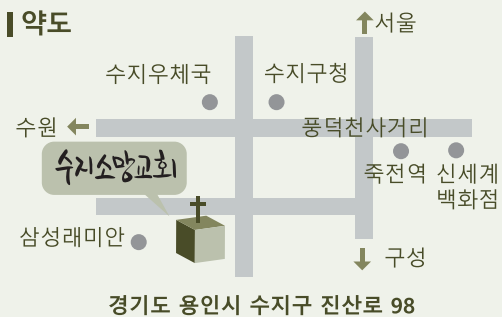 약도
서울
수지우체국
수지구청
수원
풍덕천사거리
수지소망교회
죽전역
신세계
백화점
삼성래미안
구성
경기도 용인시 수지구 진산로 98